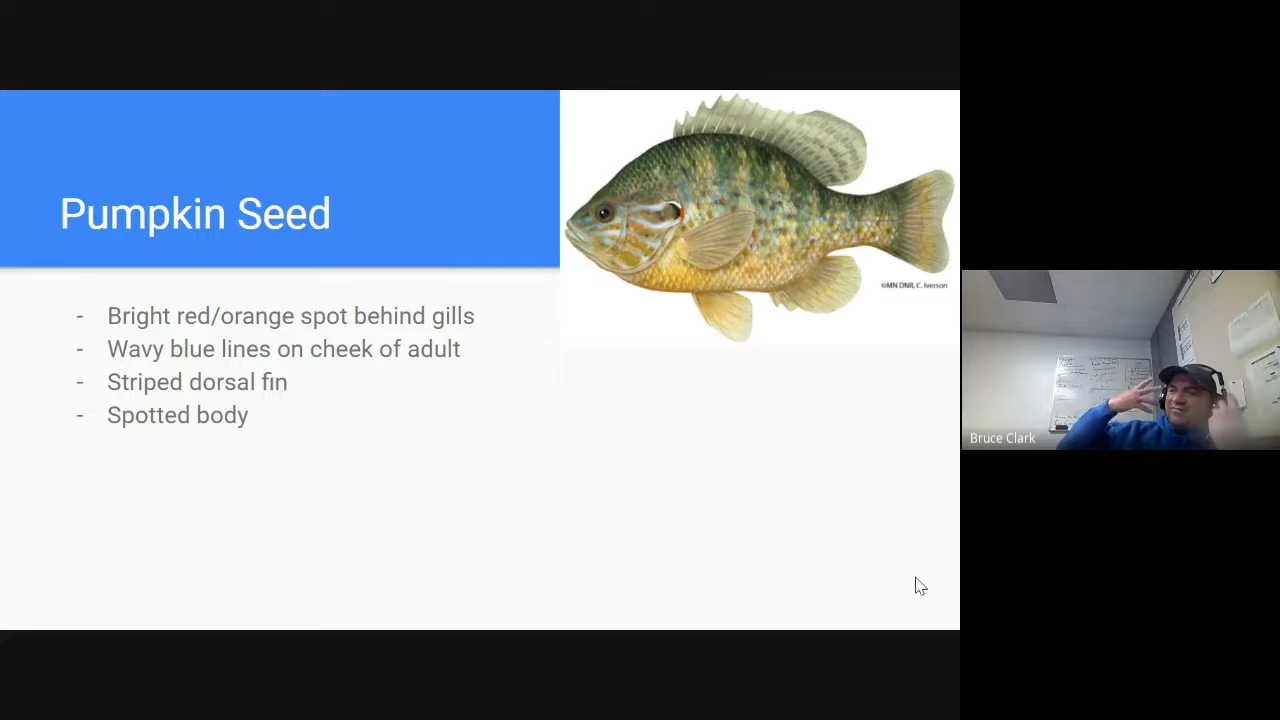 Pumpkin Seed
- Bright red/orange spot behind gills
- Wavy blue lines on cheek of adult
- Striped dorsal fin
- Spotted body
©MN DNR, C. Iverson
Bruce Clark